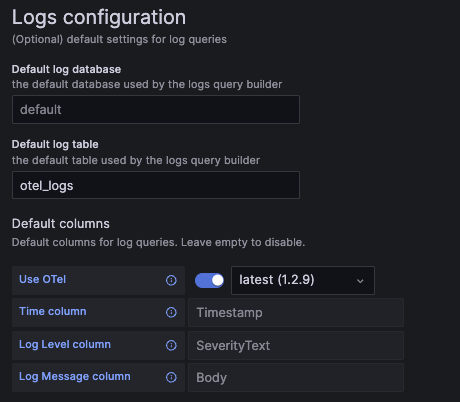 Logs configuration
(Optional) default settings for log queries
Default log database
the default database used by the logs query builder
default
Default log table
the default table used by the logs query builder
otel_logs
Default columns
Default columns for log queries. Leave empty to disable.
Use OTel latest (1.2.9)
Time column Timestamp
Log Level column SeverityText
Log Message column Body